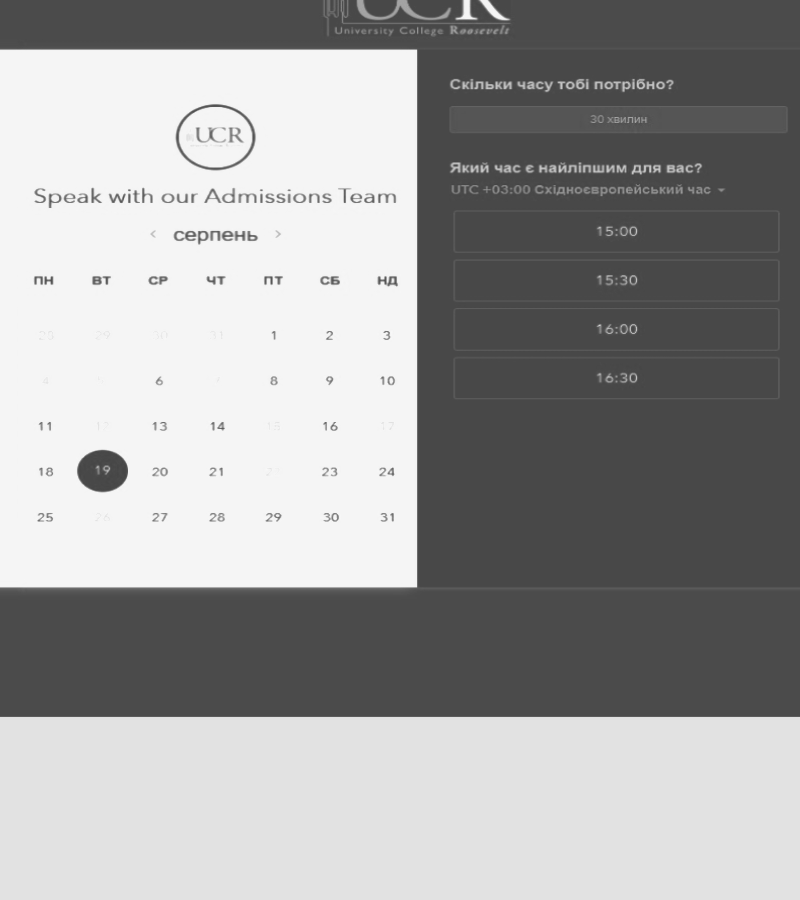 UCR
University College Roosevelt
UCR
Speak with our Admissions Team
< серпень >
ПН ВТ СР ЧТ ПТ СБ НД
28 29 30 31 1 2 3
4 5 6 7 8 9 10
11 12 13 14 15 16 17
18 19 20 21 22 23 24
25 26 27 28 29 30 31
Скільки часу тобі потрібно?
30 хвилин
Який час є найліпшим для вас?
UTC +03:00 Східноєвропейський час
15:00
15:30
16:00
16:30